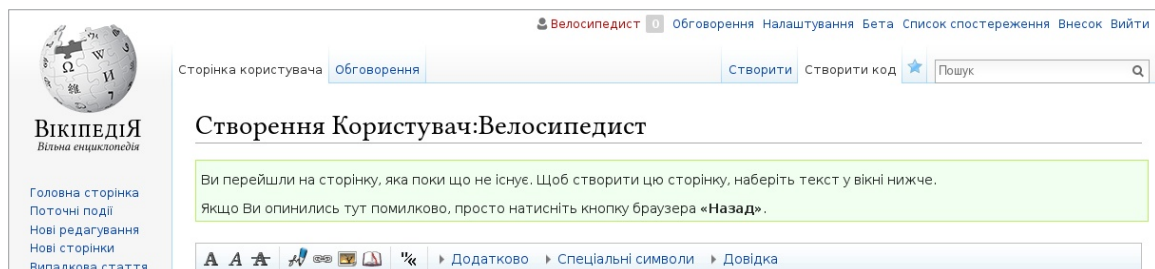 Велосипедист 0 Обговорення Налаштування Бета Список спостереження Внесок Вийти
Сторінка користувача Обговорення Створити Створити код Пошук
ВІКІПЕДІЯ
Вільна енциклопедія
Створення Користувач:Велосипедист
Ви перейшли на сторінку, яка поки що не існує. Щоб створити цю сторінку, наберіть текст у вікні нижче.
Якщо Ви опинились тут помилково, просто натисніть кнопку браузера «Назад».
Головна сторінка
Поточні події
Нові редагування
Нові сторінки
Випадкова стаття
A A A Додатково Спеціальні символи Довідка